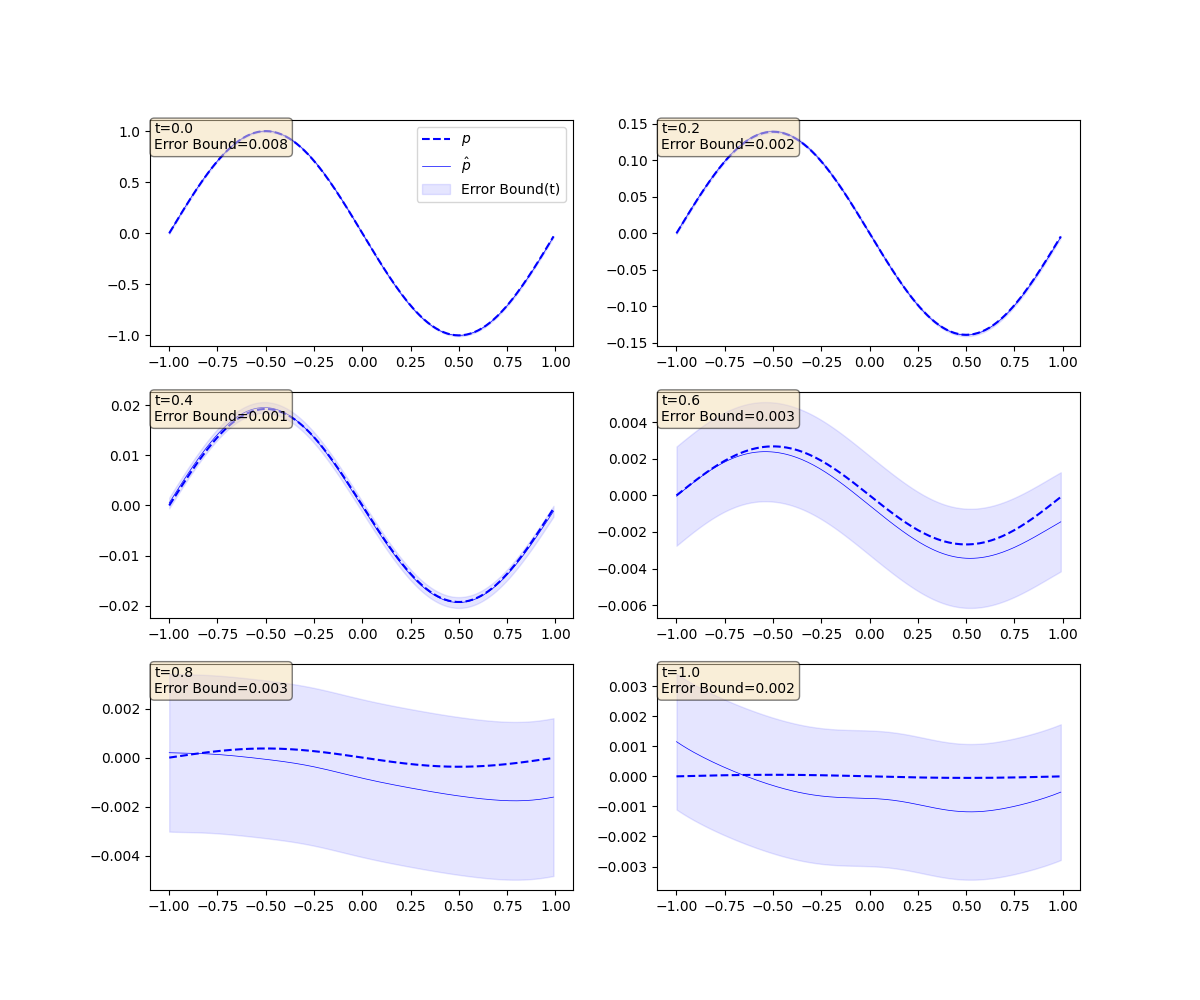 t=0.0
Error Bound=0.008
p
p̂
Error Bound(t)
1.0
0.5
0.0
−0.5
−1.0
−1.00 −0.75 −0.50 −0.25 0.00 0.25 0.50 0.75 1.00
t=0.2
Error Bound=0.002
0.15
0.10
0.05
0.00
−0.05
−0.10
−0.15
−1.00 −0.75 −0.50 −0.25 0.00 0.25 0.50 0.75 1.00
t=0.4
Error Bound=0.001
0.02
0.01
0.00
−0.01
−0.02
−1.00 −0.75 −0.50 −0.25 0.00 0.25 0.50 0.75 1.00
t=0.6
Error Bound=0.003
0.004
0.002
0.000
−0.002
−0.004
−0.006
−1.00 −0.75 −0.50 −0.25 0.00 0.25 0.50 0.75 1.00
t=0.8
Error Bound=0.003
0.002
0.000
−0.002
−0.004
−1.00 −0.75 −0.50 −0.25 0.00 0.25 0.50 0.75 1.00
t=1.0
Error Bound=0.002
0.003
0.002
0.001
0.000
−0.001
−0.002
−0.003
−1.00 −0.75 −0.50 −0.25 0.00 0.25 0.50 0.75 1.00